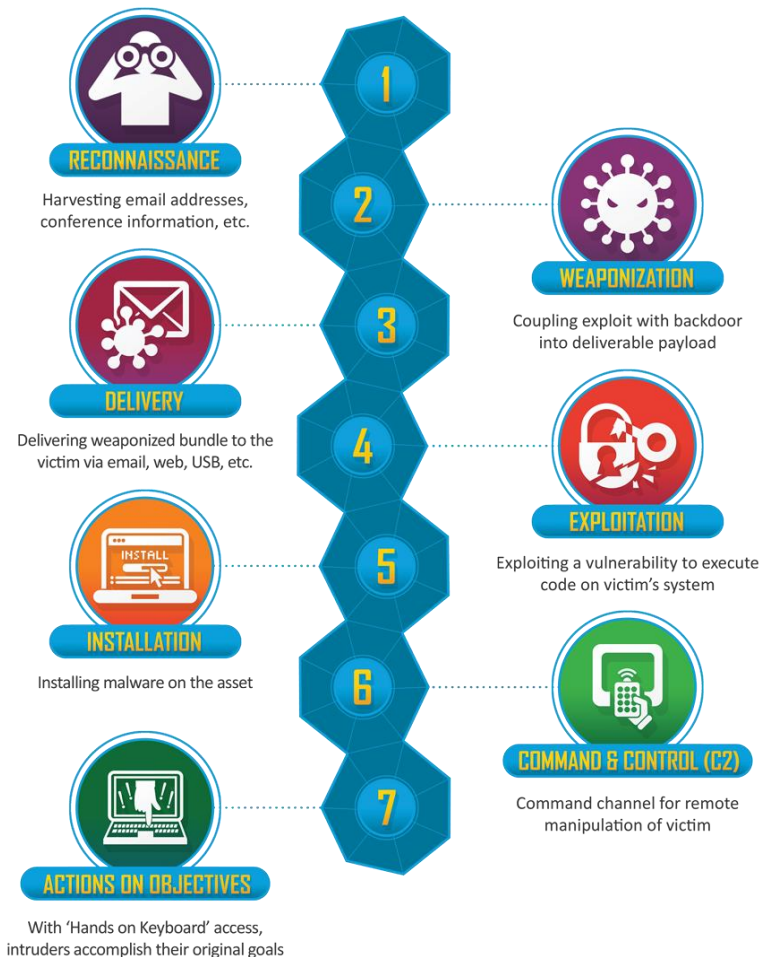 1
RECONNAISSANCE
Harvesting email addresses,
conference information, etc.
2
WEAPONIZATION
Coupling exploit with backdoor
into deliverable payload
3
DELIVERY
Delivering weaponized bundle to the
victim via email, web, USB, etc.
4
EXPLOITATION
Exploiting a vulnerability to execute
code on victim's system
5
INSTALL
INSTALLATION
Installing malware on the asset
6
COMMAND & CONTROL (C2)
Command channel for remote
manipulation of victim
7
ACTIONS ON OBJECTIVES
With ‘Hands on Keyboard’ access,
intruders accomplish their original goals